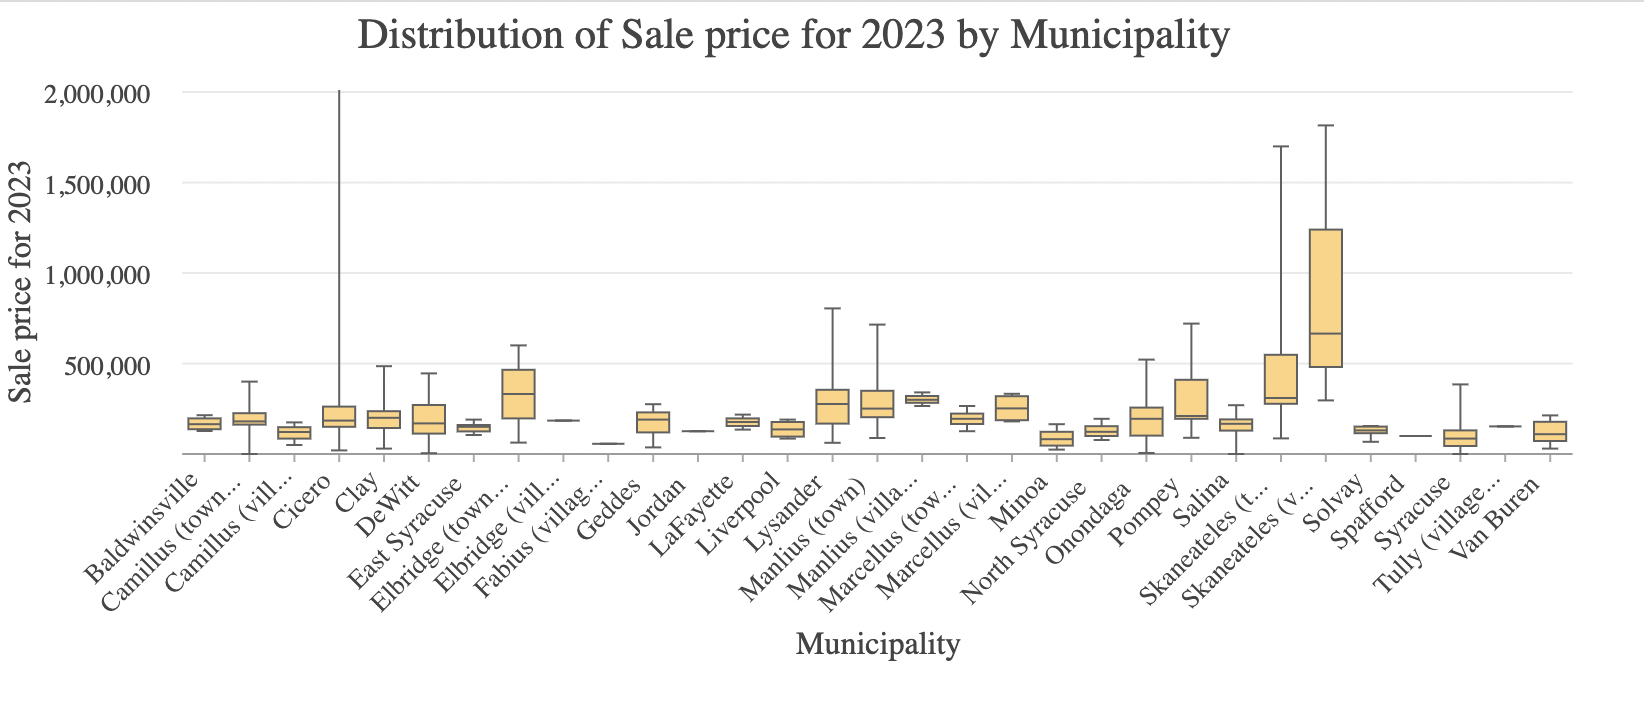 Distribution of Sale price for 2023 by Municipality
Sale price for 2023
2,000,000
1,500,000
1,000,000
500,000
Baldwinsville
Camillus (town...
Camillus (vill...
Cicero
Clay
DeWitt
East Syracuse
Elbridge (town...
Elbridge (vill...
Fabius (villag...
Geddes
Jordan
LaFayette
Liverpool
Lysander
Manlius (town)
Manlius (villa...
Marcellus (tow...
Marcellus (vil...
Minoa
North Syracuse
Onondaga
Pompey
Salina
Skaneateles (t...
Skaneateles (v...
Solvay
Spafford
Syracuse
Tully (village...
Van Buren
Municipality